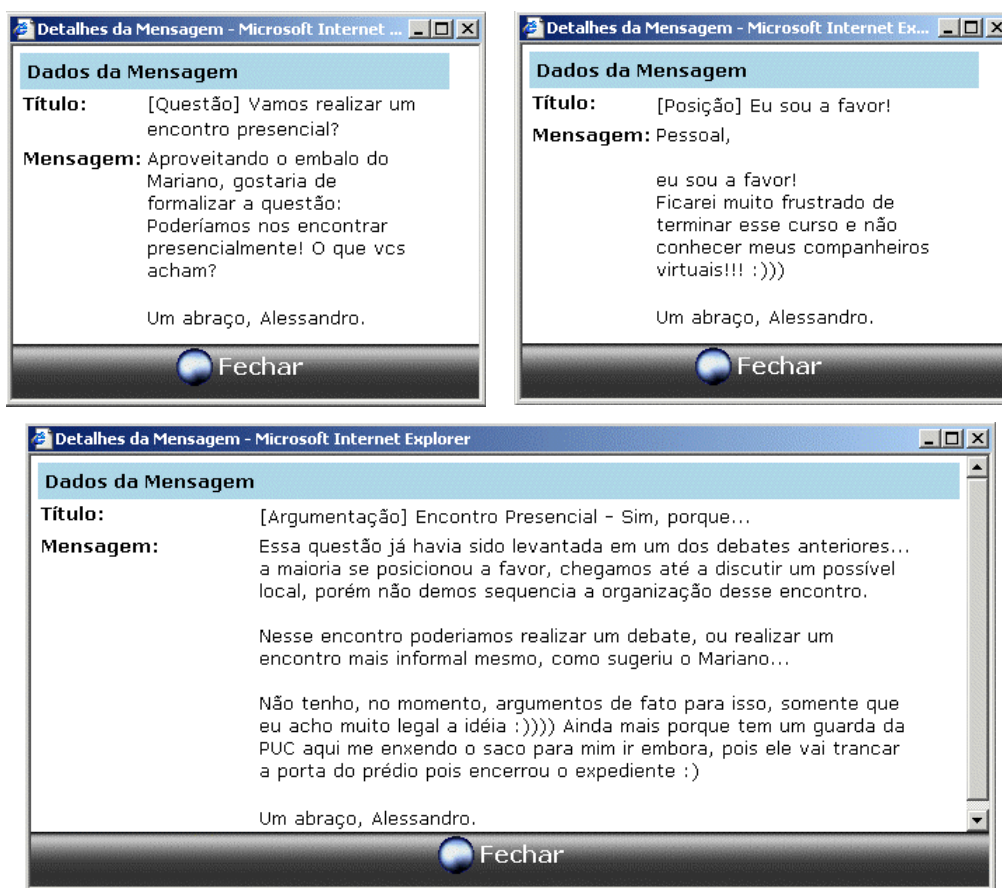 Detalhes da Mensagem - Microsoft Internet ...
Dados da Mensagem
Título: [Questão] Vamos realizar um
encontro presencial?
Mensagem: Aproveitando o embalo do
Mariano, gostaria de
formalizar a questão:
Poderíamos nos encontrar
presencialmente! O que vcs
acham?
Um abraço, Alessandro.
Fechar
Detalhes da Mensagem - Microsoft Internet Ex...
Dados da Mensagem
Título: [Posição] Eu sou a favor!
Mensagem: Pessoal,
eu sou a favor!
Ficarei muito frustrado de
terminar esse curso e não
conhecer meus companheiros
virtuais!!! :)))
Um abraço, Alessandro.
Fechar
Detalhes da Mensagem - Microsoft Internet Explorer
Dados da Mensagem
Título: [Argumentação] Encontro Presencial - Sim, porque...
Mensagem: Essa questão já havia sido levantada em um dos debates anteriores...
a maioria se posicionou a favor, chegamos até a discutir um possível
local, porém não demos sequencia a organização desse encontro.
Nesse encontro poderiamos realizar um debate, ou realizar um
encontro mais informal mesmo, como sugeriu o Mariano...
Não tenho, no momento, argumentos de fato para isso, somente que
eu acho muito legal a idéia :)))) Ainda mais porque tem um guarda da
PUC aqui me enxendo o saco para mim ir embora, pois ele vai trancar
a porta do prédio pois encerrou o expediente :)
Um abraço, Alessandro.
Fechar